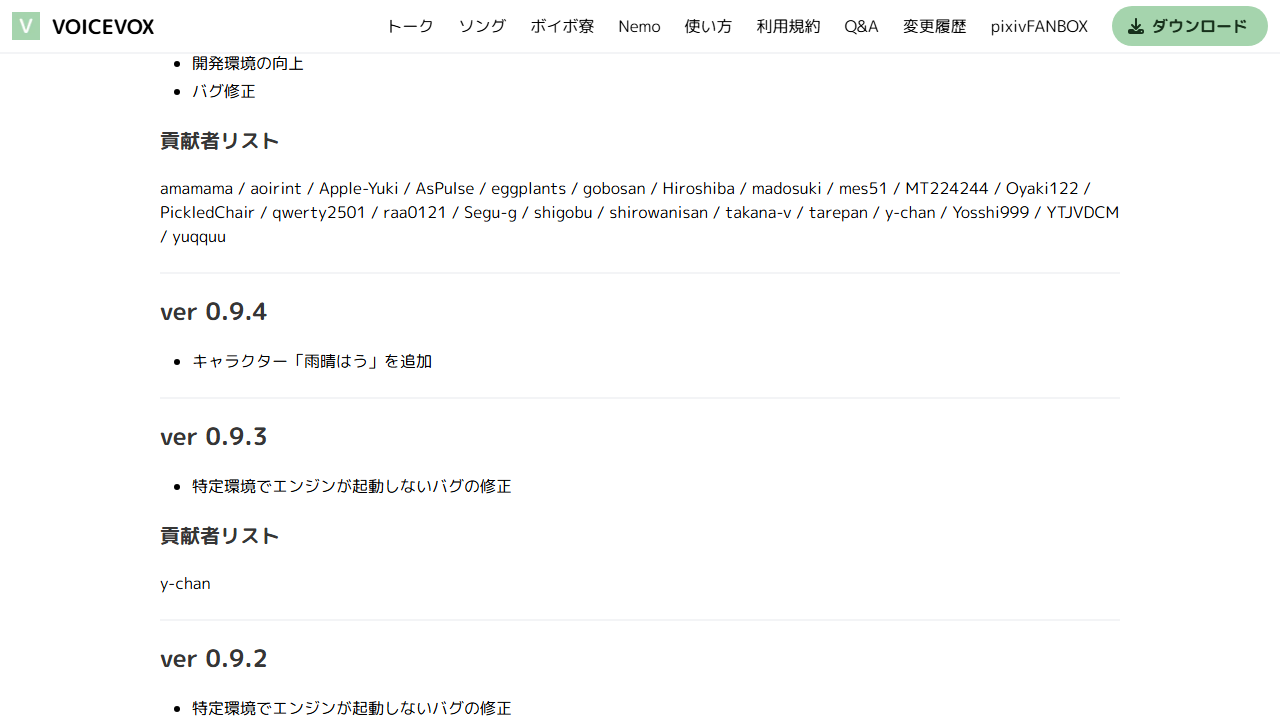 VOICEVOX トーク ソング ボイボ寮 Nemo 使い方 利用規約 Q&A 変更履歴 pixivFANBOX ダウンロード
開発環境の向上
バグ修正
貢献者リスト
amamama / aoirint / Apple-Yuki / AsPulse / eggplants / gobosan / Hiroshiba / madosuki / mes51 / MT224244 / Oyaki122 /
PickledChair / qwerty2501 / raa0121 / Segu-g / shigobu / shirowanisan / takana-v / tarepan / y-chan / Yosshi999 / YTJVDCM
/ yuqquu
ver 0.9.4
キャラクター「雨晴はう」を追加
ver 0.9.3
特定環境でエンジンが起動しないバグの修正
貢献者リスト
y-chan
ver 0.9.2
特定環境でエンジンが起動しないバグの修正